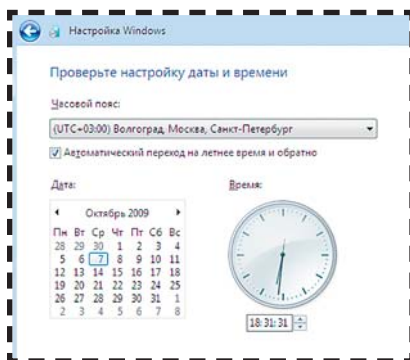 Настройка Windows
Проверьте настройку даты и времени
Часовой пояс:
(UTC+03:00) Волгоград, Москва, Санкт-Петербург
Автоматический переход на летнее время и обратно
Дата:
Время:
Октябрь 2009
Пн Вт Ср Чт Пт Сб Вс
28 29 30 1 2 3 4
5 6 7 8 9 10 11
12 13 14 15 16 17 18
19 20 21 22 23 24 25
26 27 28 29 30 31 1
2 3 4 5 6 7 8
18:31:31